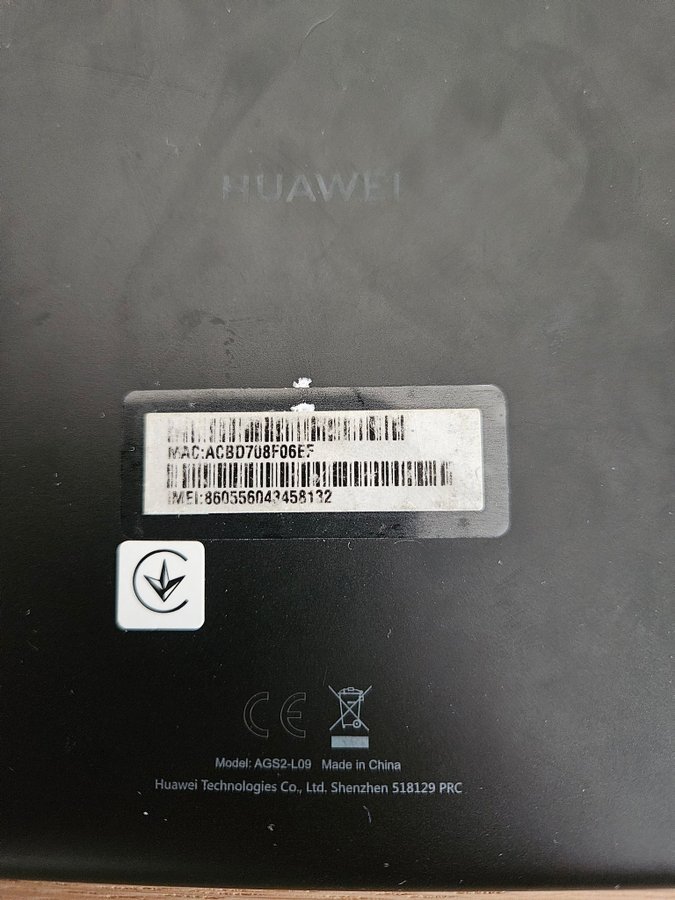 HUAWEI
MAC:ACBD708F06EF
IMEI:860556043458132
CE
Model: AGS2-L09 Made in China
Huawei Technologies Co., Ltd. Shenzhen 518129 PRC